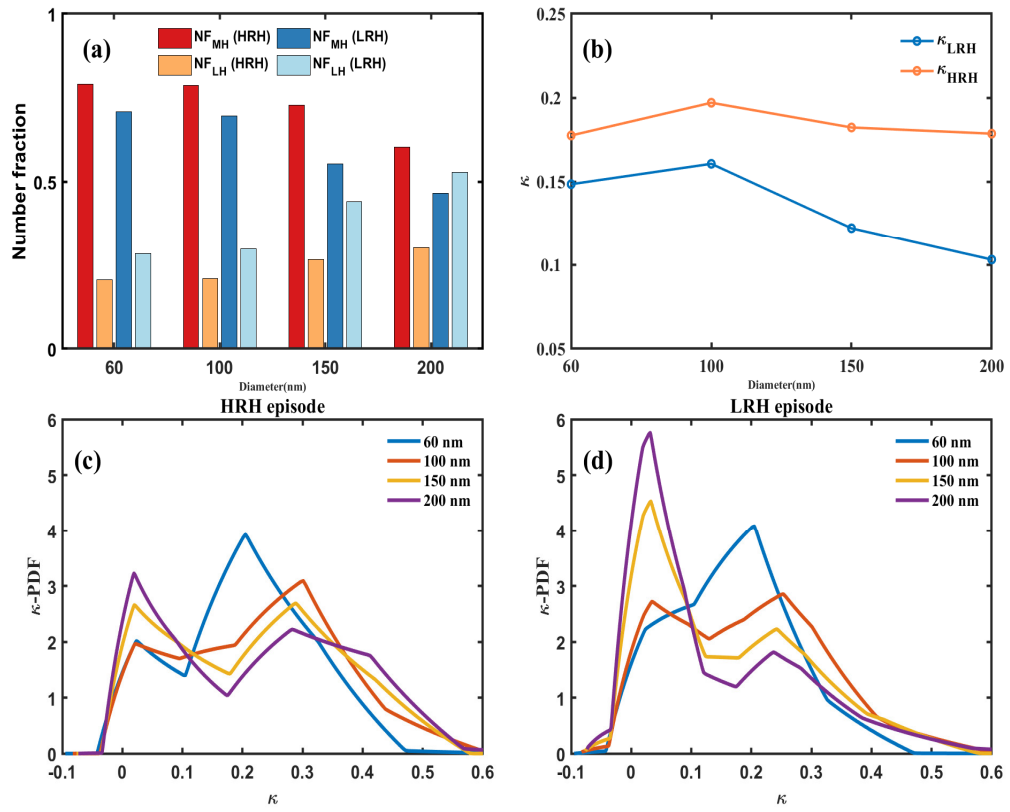 (a)
NF_MH (HRH) NF_MH (LRH)
NF_LH (HRH) NF_LH (LRH)
Number fraction
1
0.5
0
60 100 150 200
Diameter(nm)
(b)
κ_LRH
κ_HRH
κ
0.25
0.2
0.15
0.1
0.05
60 100 150 200
Diameter(nm)
HRH episode
(c)
60 nm
100 nm
150 nm
200 nm
κ-PDF
6
5
4
3
2
1
0
-0.1 0 0.1 0.2 0.3 0.4 0.5 0.6
κ
LRH episode
(d)
60 nm
100 nm
150 nm
200 nm
κ-PDF
6
5
4
3
2
1
0
-0.1 0 0.1 0.2 0.3 0.4 0.5 0.6
κ